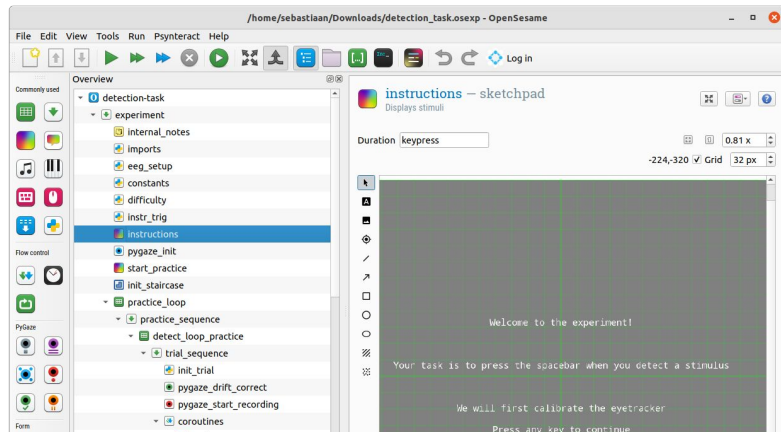 /home/sebastiaan/Downloads/detection_task.osexp - OpenSesame
File Edit View Tools Run Psynteract Help
Log in
Commonly used
Flow control
PyGaze
Form
Overview
detection-task
experiment
internal_notes
imports
eeg_setup
constants
difficulty
instr_trig
instructions
pygaze_init
start_practice
init_staircase
practice_loop
practice_sequence
detect_loop_practice
trial_sequence
init_trial
pygaze_drift_correct
pygaze_start_recording
coroutines
instructions — sketchpad
Displays stimuli
Duration keypress
0.81 x
-224,-320 Grid 32 px
Welcome to the experiment!
Your task is to press the spacebar when you detect a stimulus
We will first calibrate the eyetracker
Press any key to continue